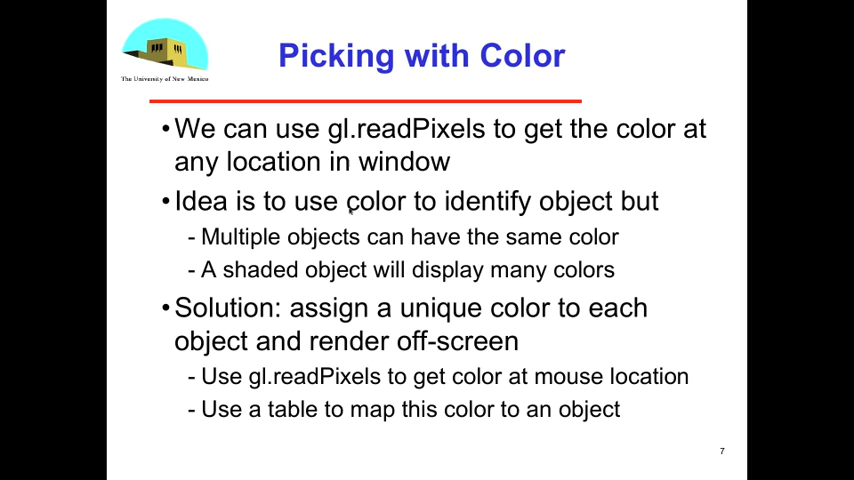 Picking with Color
The University of New Mexico
•We can use gl.readPixels to get the color at
any location in window
•Idea is to use color to identify object but
- Multiple objects can have the same color
- A shaded object will display many colors
•Solution: assign a unique color to each
object and render off-screen
- Use gl.readPixels to get color at mouse location
- Use a table to map this color to an object
7